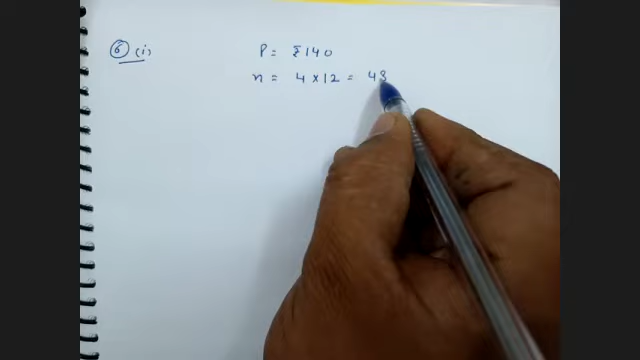 6 (i) P = ₹140
n = 4 × 12 = 48